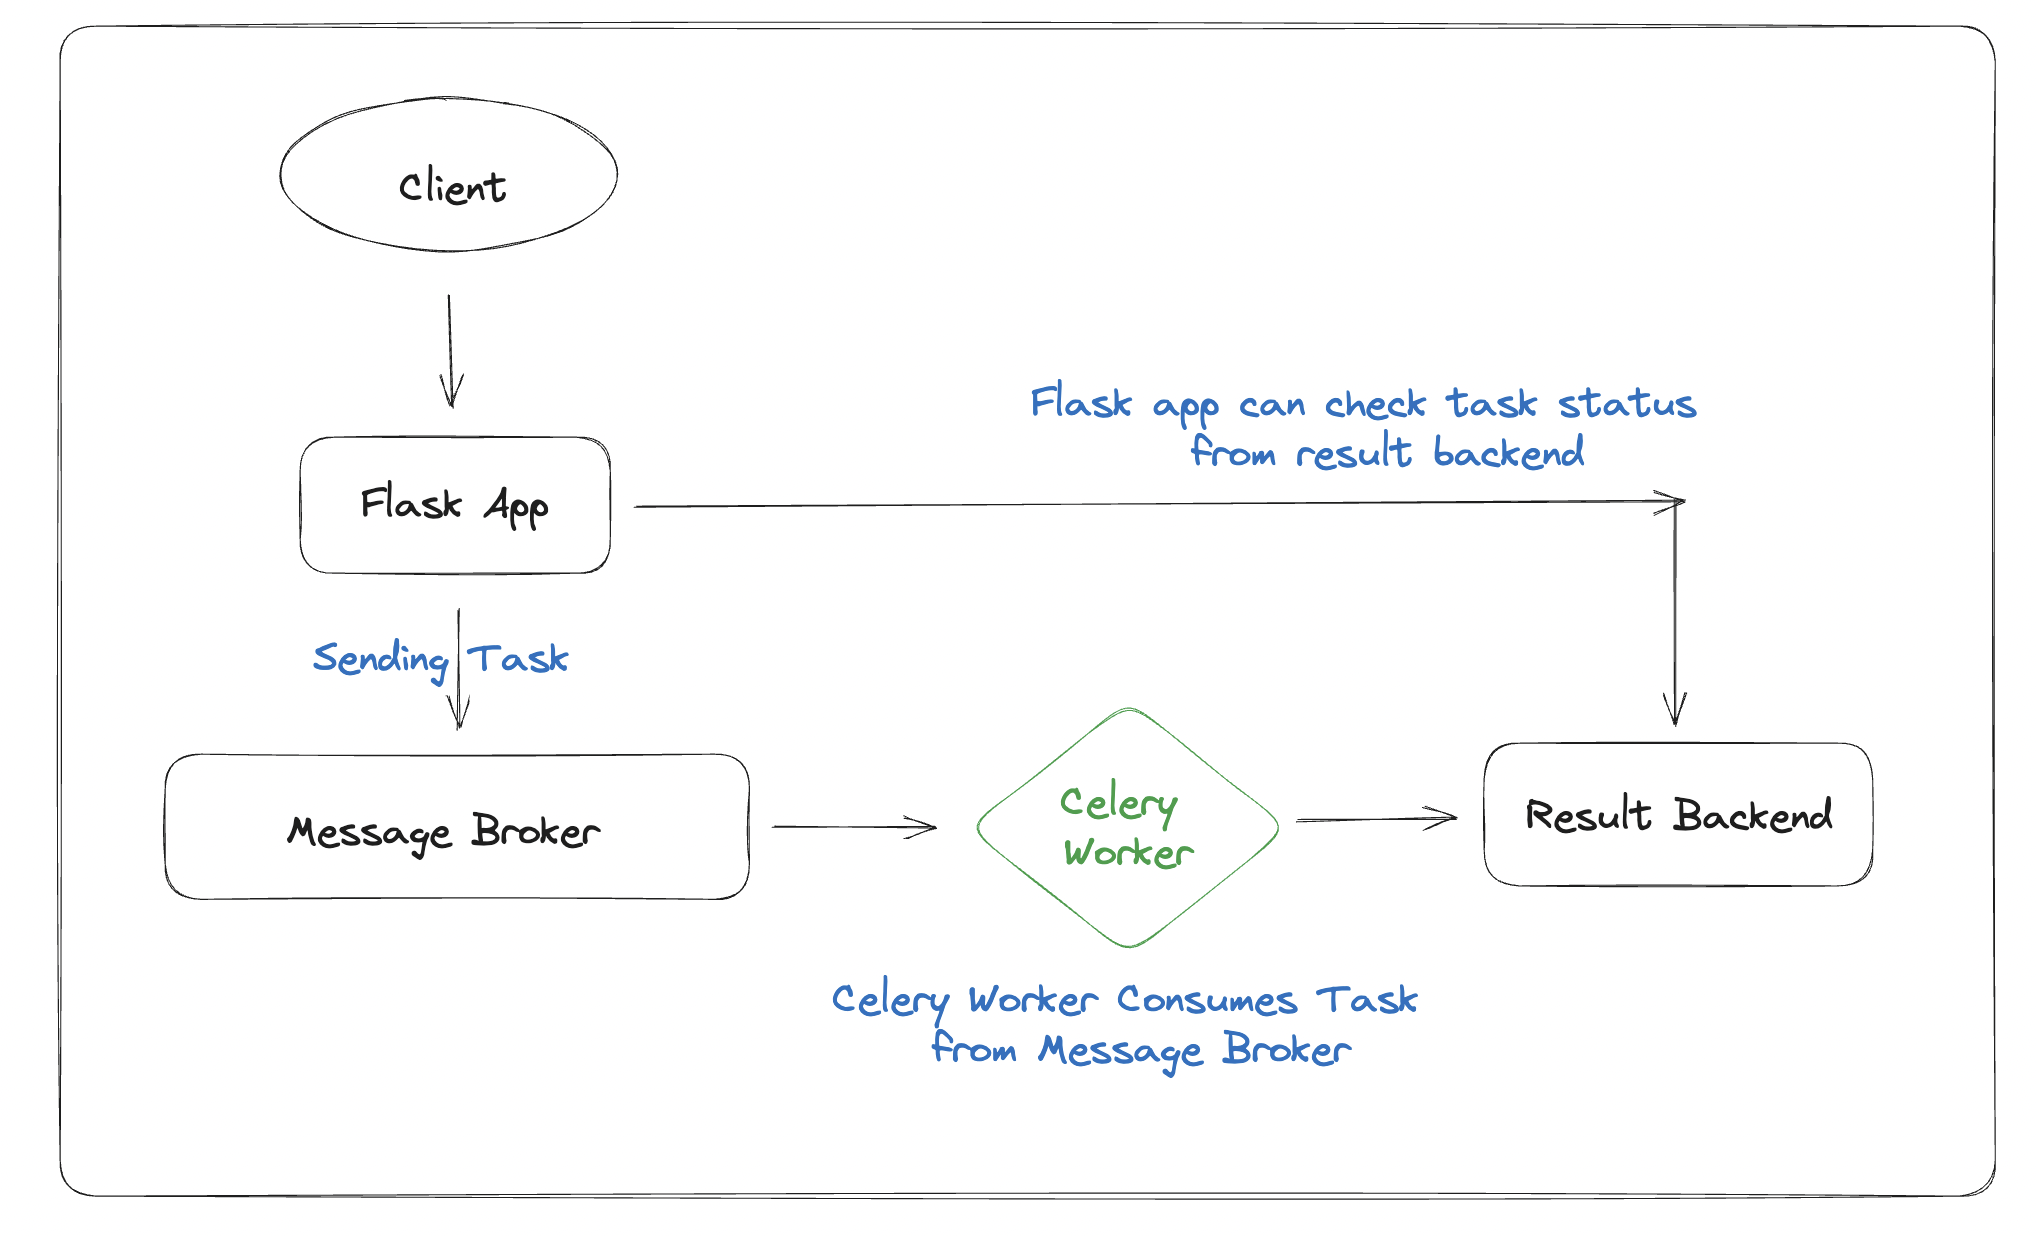 Client
Flask app can check task status
from result backend
Flask App
Sending Task
Message Broker
Celery
Worker
Result Backend
Celery Worker Consumes Task
from Message Broker